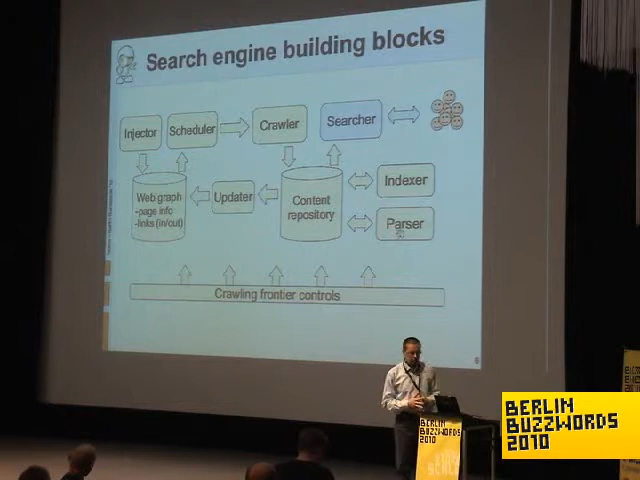 Search engine building blocks
Injector
Scheduler
Crawler
Searcher
Web graph
-page info
-links (in/out)
Updater
Content
repository
Indexer
Parser
Crawling frontier controls
6
BERLIN
BUZZWORDS
2010
BERLIN
BUZZWORDS
2010